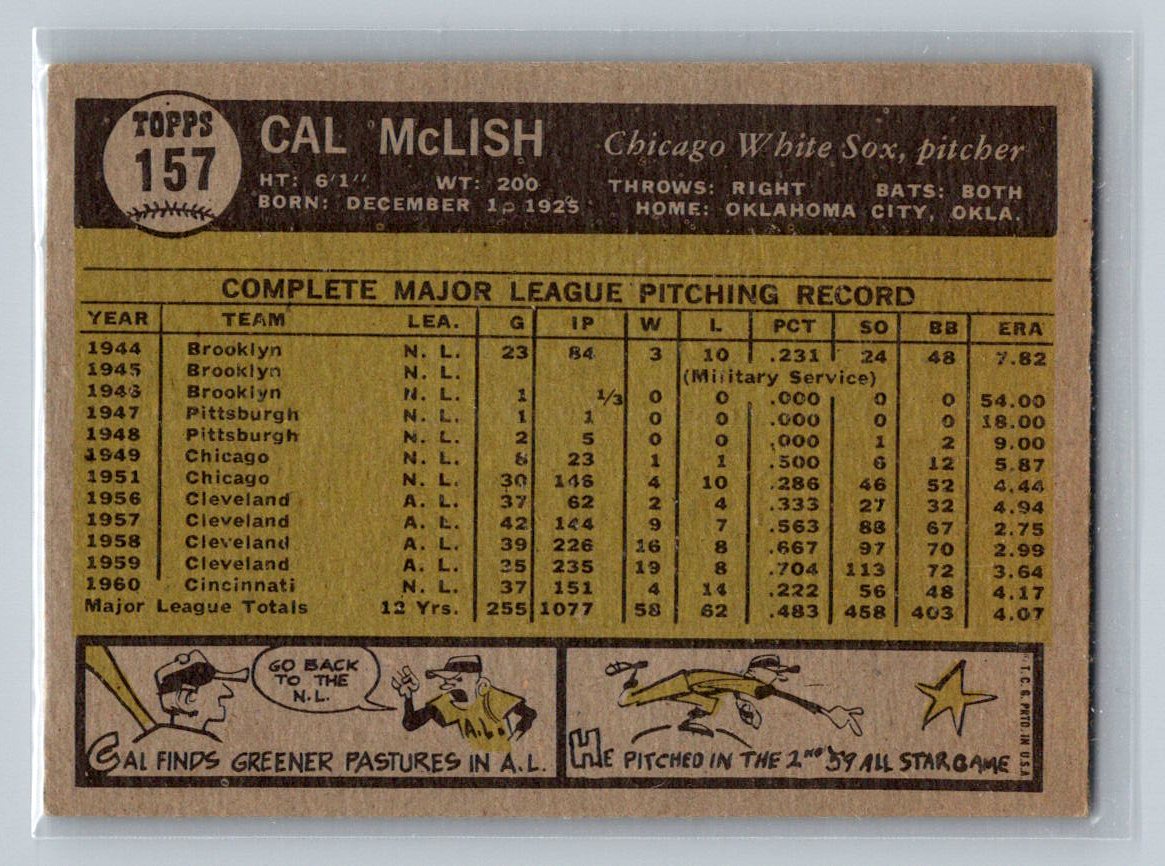 TOPPS
157
CAL McLISH Chicago White Sox, pitcher
HT: 6'1" WT: 200 THROWS: RIGHT BATS: BOTH
BORN: DECEMBER 1, 1925 HOME: OKLAHOMA CITY, OKLA.
COMPLETE MAJOR LEAGUE PITCHING RECORD
YEAR TEAM LEA. G IP W L PCT SO BB ERA
1944 Brooklyn N. L. 23 84 3 10 .231 24 48 7.82
1945 Brooklyn N. L. (Military Service)
1946 Brooklyn N. L. 1 1/3 0 0 .000 0 0 54.00
1947 Pittsburgh N. L. 1 1 0 0 .000 0 0 18.00
1948 Pittsburgh N. L. 2 5 0 0 .000 1 2 9.00
1949 Chicago N. L. 8 23 1 1 .500 6 12 5.87
1951 Chicago N. L. 30 146 4 10 .286 46 52 4.44
1956 Cleveland A. L. 37 62 2 4 .333 27 32 4.94
1957 Cleveland A. L. 42 144 9 7 .563 88 67 2.75
1958 Cleveland A. L. 39 226 16 8 .667 97 70 2.99
1959 Cleveland A. L. 35 235 19 8 .704 113 72 3.64
1960 Cincinnati N. L. 37 151 4 14 .222 56 48 4.17
Major League Totals 12 Yrs. 255 1077 58 62 .483 458 403 4.07
GO BACK
TO THE
N.L.
A.L.
CAL FINDS GREENER PASTURES IN A.L.
HE PITCHED IN THE 2ND '59 ALL STAR GAME
T.C.G. PRTD. IN U.S.A.